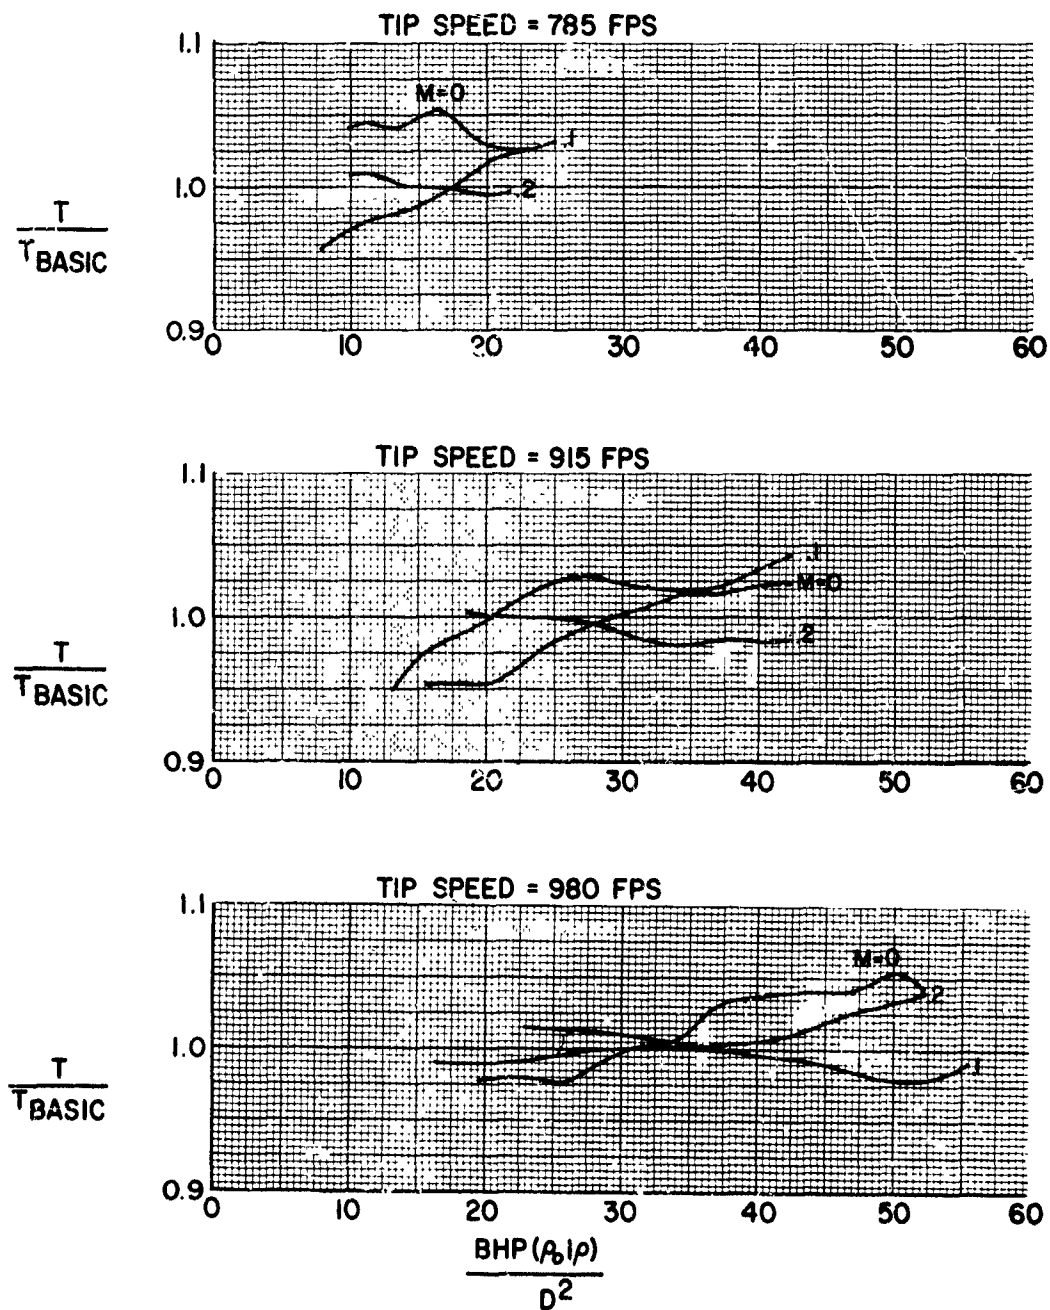 TIP SPEED = 785 FPS
1.1
M=0
.1
1.0
.2
T
T BASIC
0.9
0 10 20 30 40 50 60
TIP SPEED = 915 FPS
1.1
.1
M=0
1.0
.2
T
T BASIC
0.9
0 10 20 30 40 50 60
TIP SPEED = 980 FPS
1.1
M=0
.2
1.0
.1
T
T BASIC
0.9
0 10 20 30 40 50 60
BHP (ρ₀/ρ)
D²